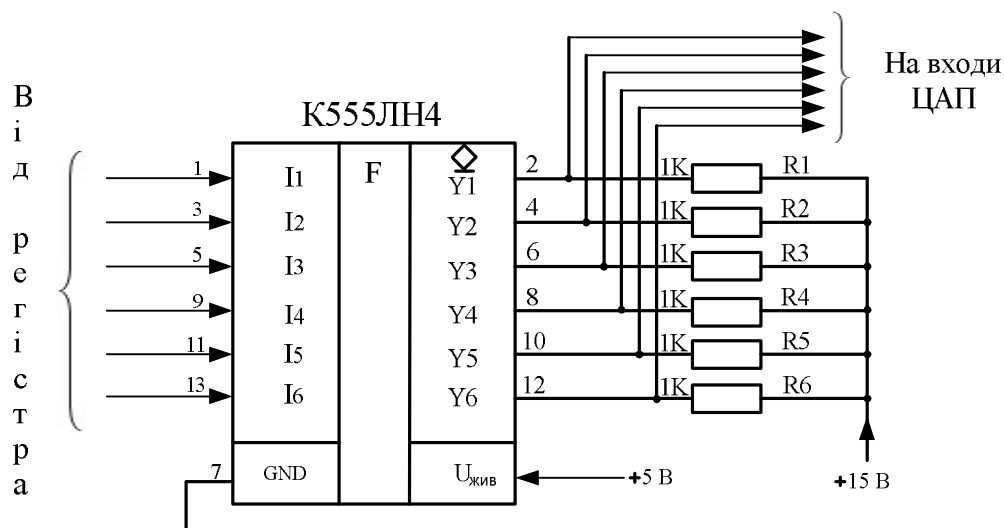 Від регістра
К555ЛН4
На входи
ЦАП
F
1 I1 Y1 2 1K R1
3 I2 Y2 4 1K R2
5 I3 Y3 6 1K R3
9 I4 Y4 8 1K R4
11 I5 Y5 10 1K R5
13 I6 Y6 12 1K R6
7 GND Uжив +5 В +15 В